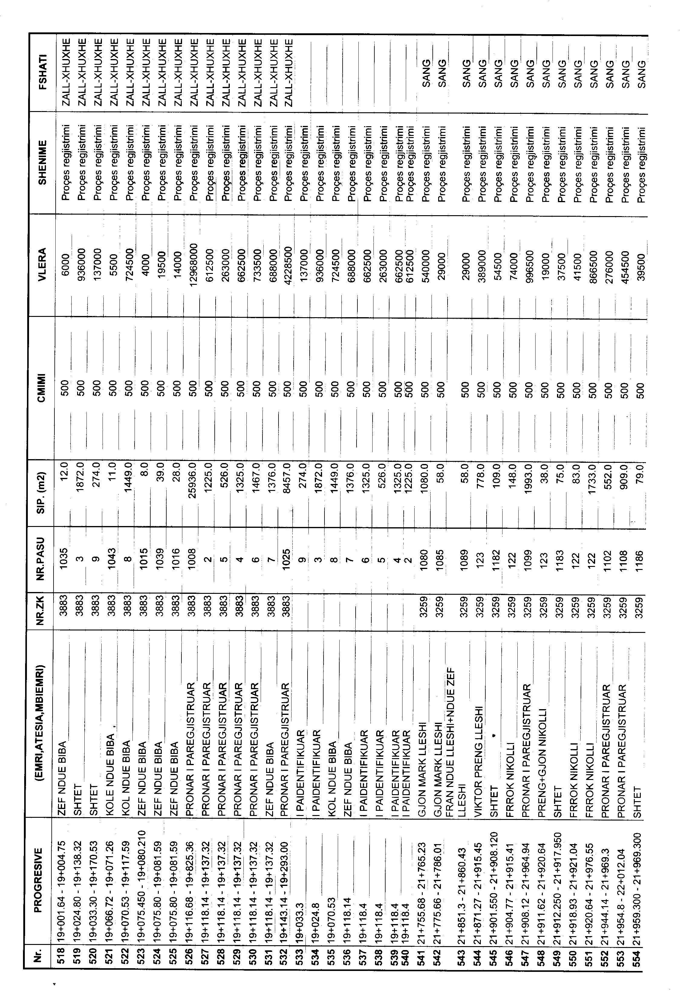 Nr. PROGRESIVE (EMRI,ATESIA,MBIEMRI) NR.ZK NR.PASU SIP. (m2) CMIMI VLERA SHENIME FSHATI
518 19+001.64 - 19+004.75 ZEF NDUE BIBA 3883 1035 12.0 500 6000 Proçes regjistrimi ZALL-XHUXHE
519 19+024.80 - 19+138.32 SHTET 3883 3 1872.0 500 936000 Proçes regjistrimi ZALL-XHUXHE
520 19+033.30 - 19+170.53 SHTET 3883 9 274.0 500 137000 Proçes regjistrimi ZALL-XHUXHE
521 19+066.72 - 19+071.26 KOLE NDUE BIBA 3883 1043 11.0 500 5500 Proçes regjistrimi ZALL-XHUXHE
522 19+070.53 - 19+117.59 KOL NDUE BIBA 3883 8 1449.0 500 724500 Proçes regjistrimi ZALL-XHUXHE
523 19+075.450 - 19+080.210 ZEF NDUE BIBA 3883 1015 8.0 500 4000 Proçes regjistrimi ZALL-XHUXHE
524 19+075.80 - 19+081.59 ZEF NDUE BIBA 3883 1039 39.0 500 19500 Proçes regjistrimi ZALL-XHUXHE
525 19+075.80 - 19+081.59 ZEF NDUE BIBA 3883 1016 28.0 500 14000 Proçes regjistrimi ZALL-XHUXHE
526 19+116.68 - 19+825.36 PRONAR I PAREGJISTRUAR 3883 1008 25936.0 500 12968000 Proçes regjistrimi ZALL-XHUXHE
527 19+118.14 - 19+137.32 PRONAR I PAREGJISTRUAR 3883 2 1225.0 500 612500 Proçes regjistrimi ZALL-XHUXHE
528 19+118.14 - 19+137.32 PRONAR I PAREGJISTRUAR 3883 5 526.0 500 263000 Proçes regjistrimi ZALL-XHUXHE
529 19+118.14 - 19+137.32 PRONAR I PAREGJISTRUAR 3883 4 1325.0 500 662500 Proçes regjistrimi ZALL-XHUXHE
530 19+118.14 - 19+137.32 PRONAR I PAREGJISTRUAR 3883 6 1467.0 500 733500 Proçes regjistrimi ZALL-XHUXHE
531 19+118.14 - 19+137.32 ZEF NDUE BIBA 3883 7 1376.0 500 688000 Proçes regjistrimi ZALL-XHUXHE
532 19+143.14 - 19+293.00 PRONAR I PAREGJISTRUAR 3883 1025 8457.0 500 4228500 Proçes regjistrimi ZALL-XHUXHE
533 19+033.3 I PAIDENTIFIKUAR 9 274.0 500 137000 Proçes regjistrimi
534 19+024.8 I PAIDENTIFIKUAR 3 1872.0 500 936000 Proçes regjistrimi
535 19+070.53 KOL NDUE BIBA 8 1449.0 500 724500 Proçes regjistrimi
536 19+118.14 ZEF NDUE BIBA 7 1376.0 500 688000 Proçes regjistrimi
537 19+118.4 I PAIDENTIFIKUAR 6 1325.0 500 662500 Proçes regjistrimi
538 19+118.4 I PAIDENTIFIKUAR 5 526.0 500 263000 Proçes regjistrimi
539 19+118.4 I PAIDENTIFIKUAR 4 1325.0 500 662500 Proçes regjistrimi
540 19+118.4 I PAIDENTIFIKUAR 2 1225.0 500 612500 Proçes regjistrimi
541 21+755.68 - 21+765.23 GJON MARK LLESHI 3259 1080 1080.0 500 540000 Proçes regjistrimi SANG
542 21+775.66 - 21+786.01 GJON MARK LLESHI 3259 1085 58.0 500 29000 Proçes regjistrimi SANG
FRAN NDUE LLESHI+NDUE ZEF
543 21+851.3 - 21+860.43 LLESHI 3259 1089 58.0 500 29000 Proçes regjistrimi SANG
544 21+871.27 - 21+915.45 VIKTOR PRENG LLESHI 3259 123 778.0 500 389000 Proçes regjistrimi SANG
545 21+901.550 - 21+908.120 SHTET 3259 1182 109.0 500 54500 Proçes regjistrimi SANG
546 21+904.77 - 21+915.41 FRROK NIKOLLI 3259 122 148.0 500 74000 Proçes regjistrimi SANG
547 21+908.12 - 21+964.94 PRONAR I PAREGJISTRUAR 3259 1099 1993.0 500 996500 Proçes regjistrimi SANG
548 21+911.62 - 21+920.64 PRENG+GJON NIKOLLI 3259 123 38.0 500 19000 Proçes regjistrimi SANG
549 21+912.250 - 21+917.950 SHTET 3259 1183 75.0 500 37500 Proçes regjistrimi SANG
550 21+918.93 - 21+921.04 FRROK NIKOLLI 3259 122 83.0 500 41500 Proçes regjistrimi SANG
551 21+920.64 - 21+976.55 FRROK NIKOLLI 3259 122 1733.0 500 866500 Proçes regjistrimi SANG
552 21+944.14 - 21+969.3 PRONAR I PAREGJISTRUAR 3259 1102 552.0 500 276000 Proçes regjistrimi SANG
553 21+954.8 - 22+012.04 PRONAR I PAREGJISTRUAR 3259 1108 909.0 500 454500 Proçes regjistrimi SANG
554 21+959.300 - 21+969.300 SHTET 3259 1186 79.0 500 39500 Proçes regjistrimi SANG